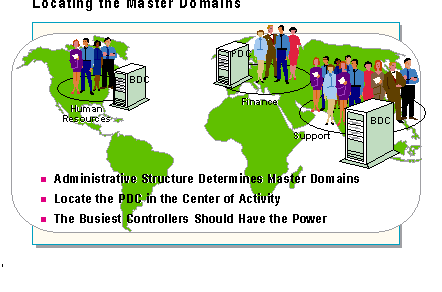 Locating the Master Domains
PDC
BDC
Finance
BDC
Human
Resources
Support
Administrative Structure Determines Master Domains
Locate the PDC in the Center of Activity
The Busiest Controllers Should Have the Power